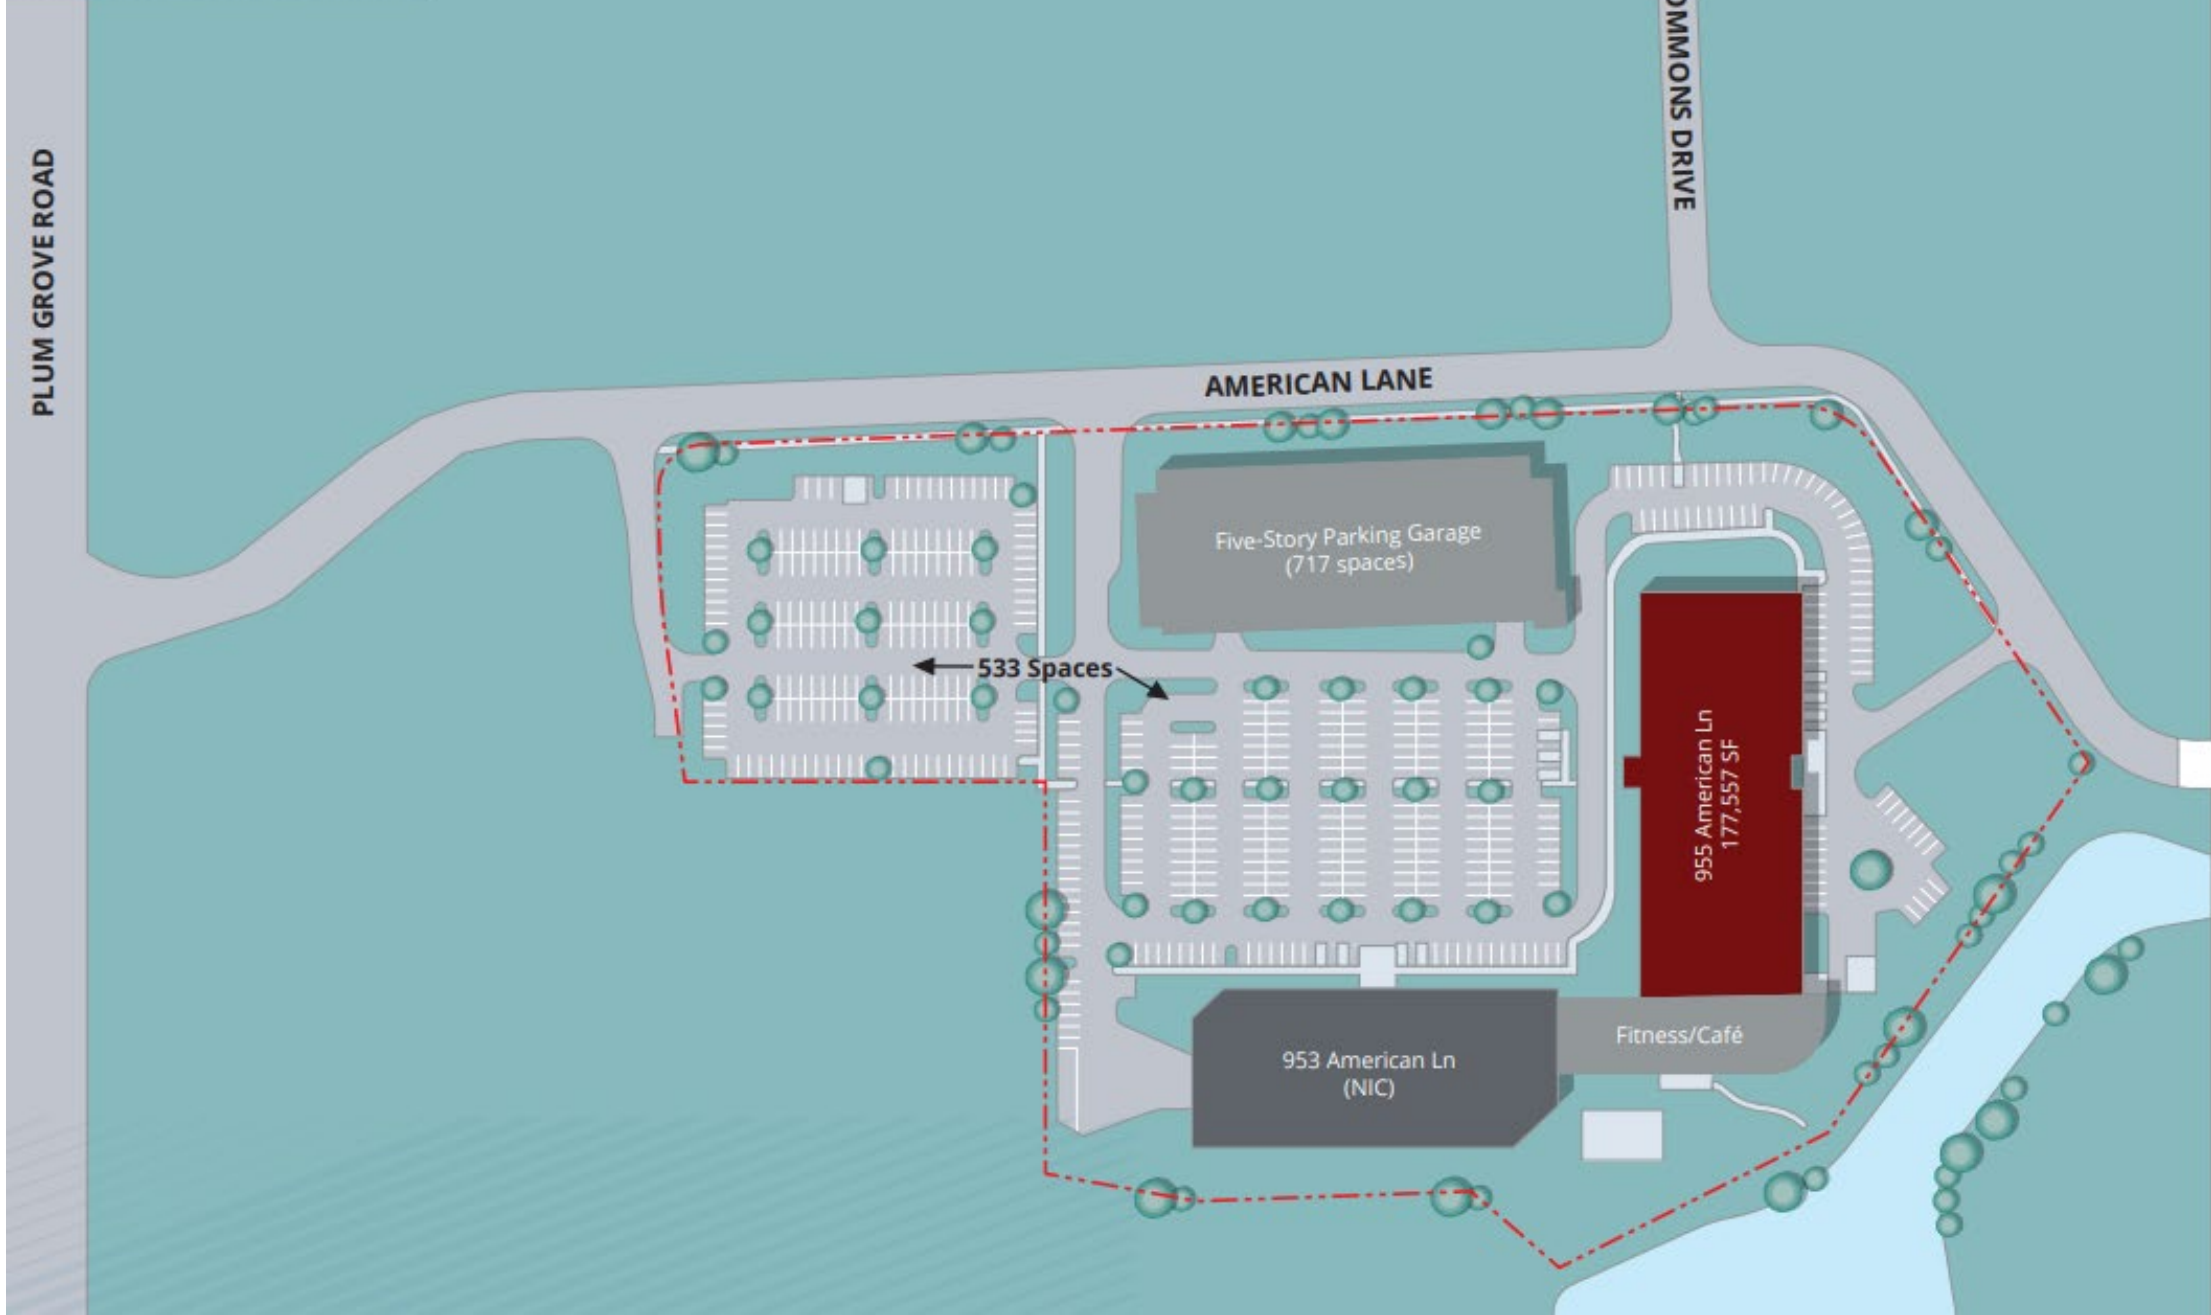 OMMONS DRIVE
PLUM GROVE ROAD
AMERICAN LANE
Five-Story Parking Garage
(717 spaces)
533 Spaces
955 American Ln
177,557 SF
Fitness/Café
953 American Ln
(NIC)